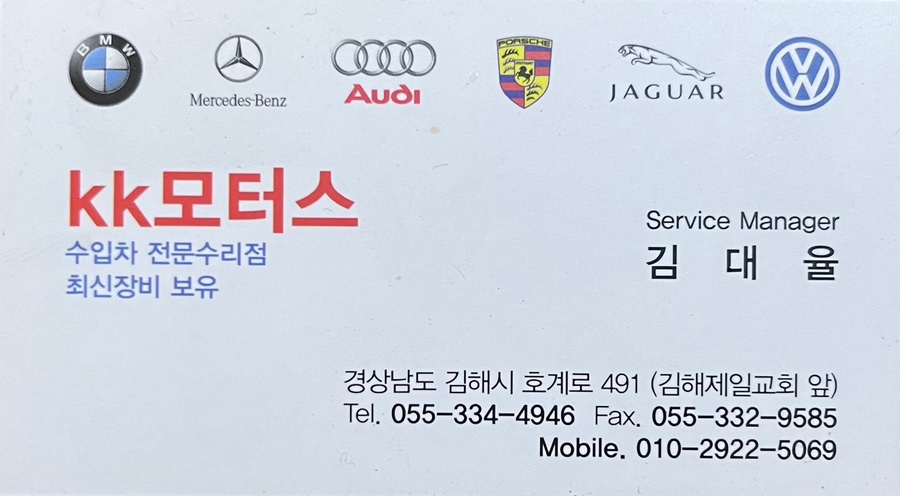 BMW
Mercedes-Benz
Audi
PORSCHE
JAGUAR
kk모터스
수입차 전문수리점
최신장비 보유
Service Manager
김 대 율
경상남도 김해시 호계로 491 (김해제일교회 앞)
Tel. 055-334-4946 Fax. 055-332-9585
Mobile. 010-2922-5069